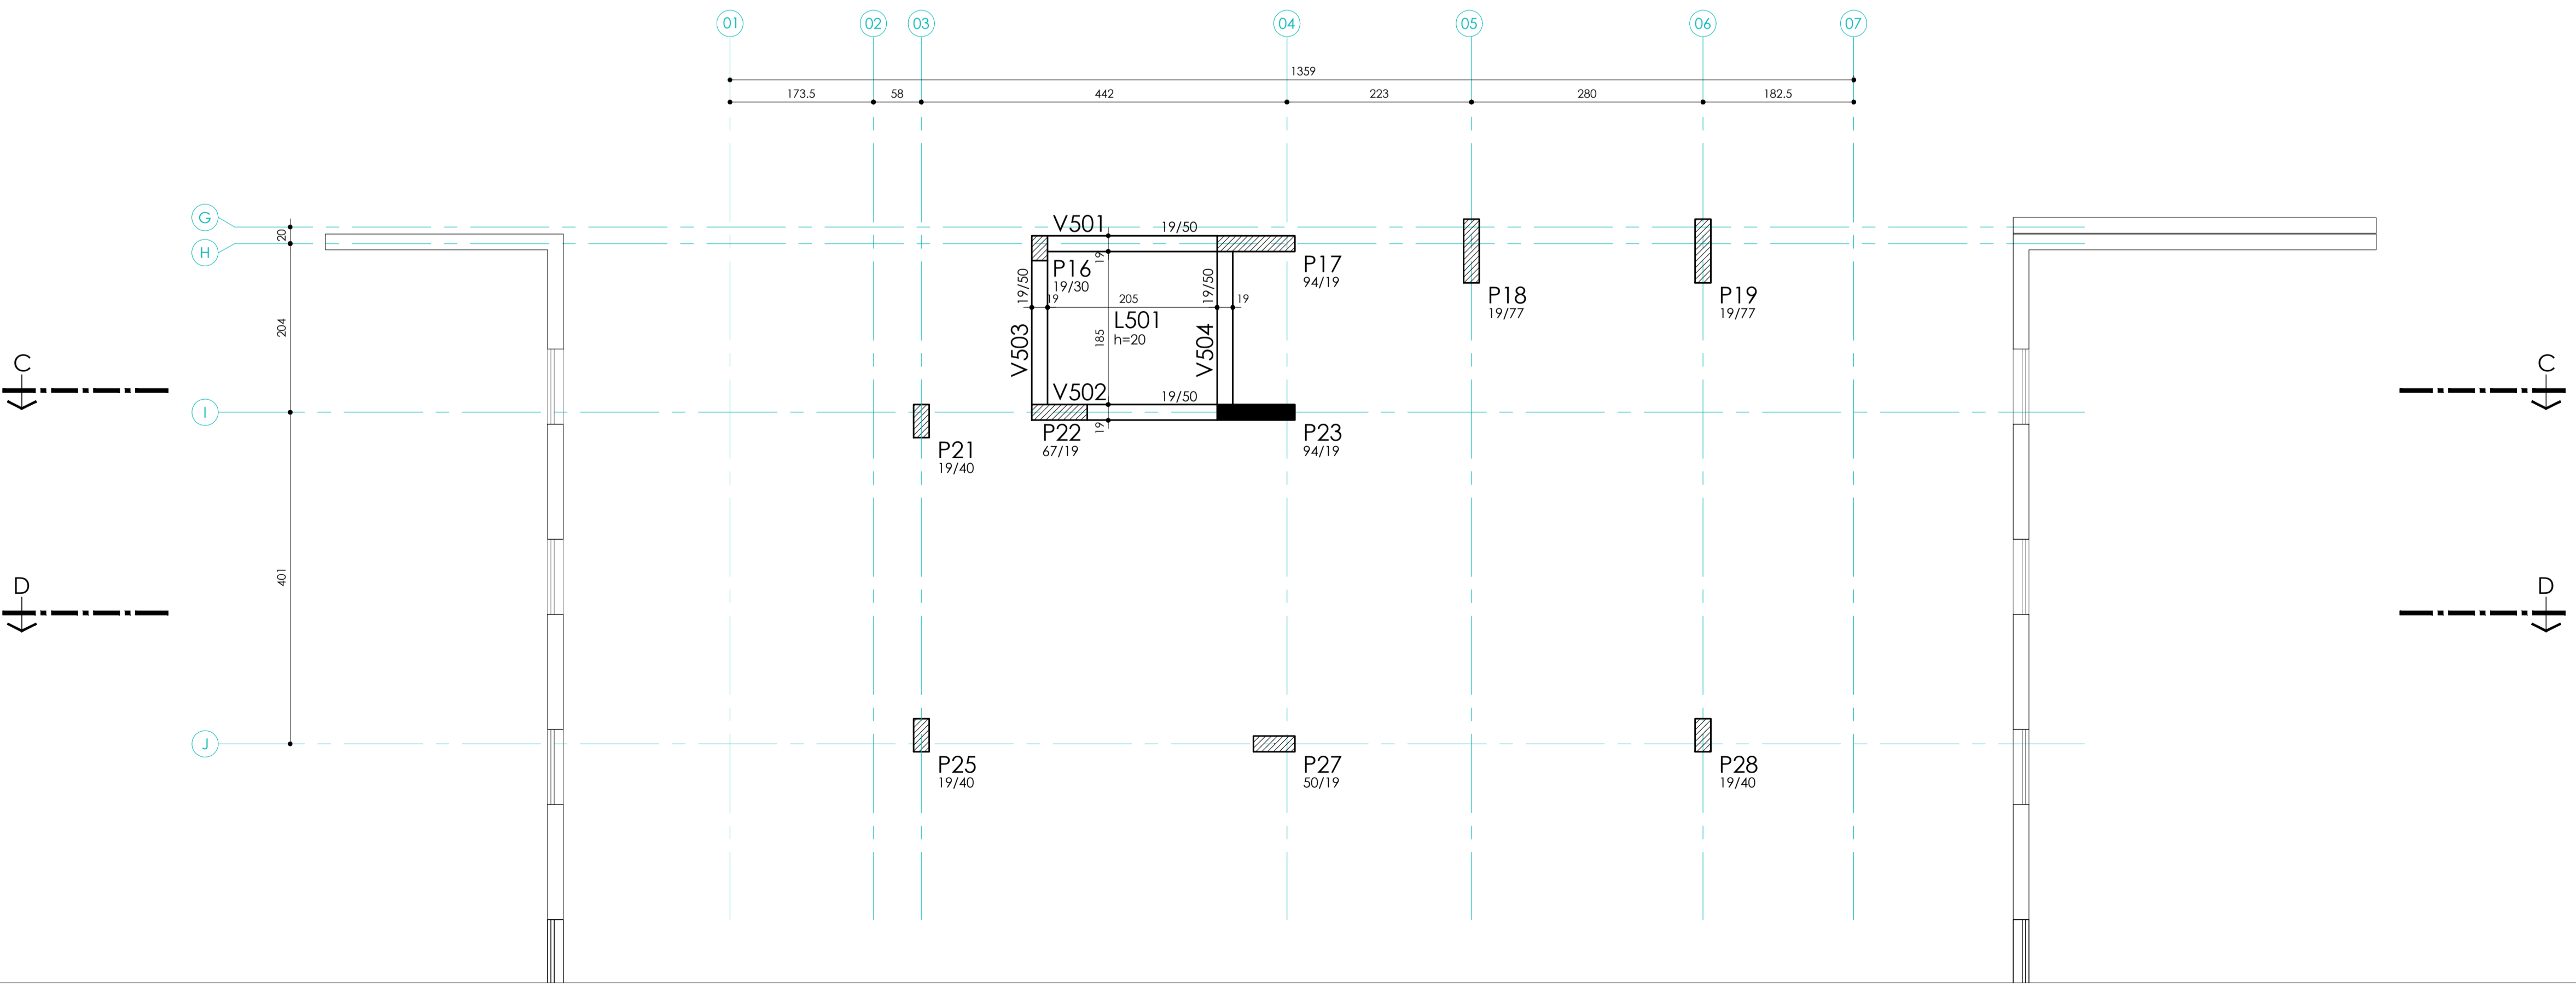 01 02 03 04 05 06 07
1359
173.5 58 442 223 280 182.5
G
20
H
V501 19/50
19
P16
19/30
19/50
19 205 19/50 19
P17
94/19
P18
19/77
P19
19/77
204
L501
h=20
185
V503
V504
C C
V502 19/50
I
19
P21
19/40
P22
67/19
P23
94/19
401
D D
J
P25
19/40
P27
50/19
P28
19/40